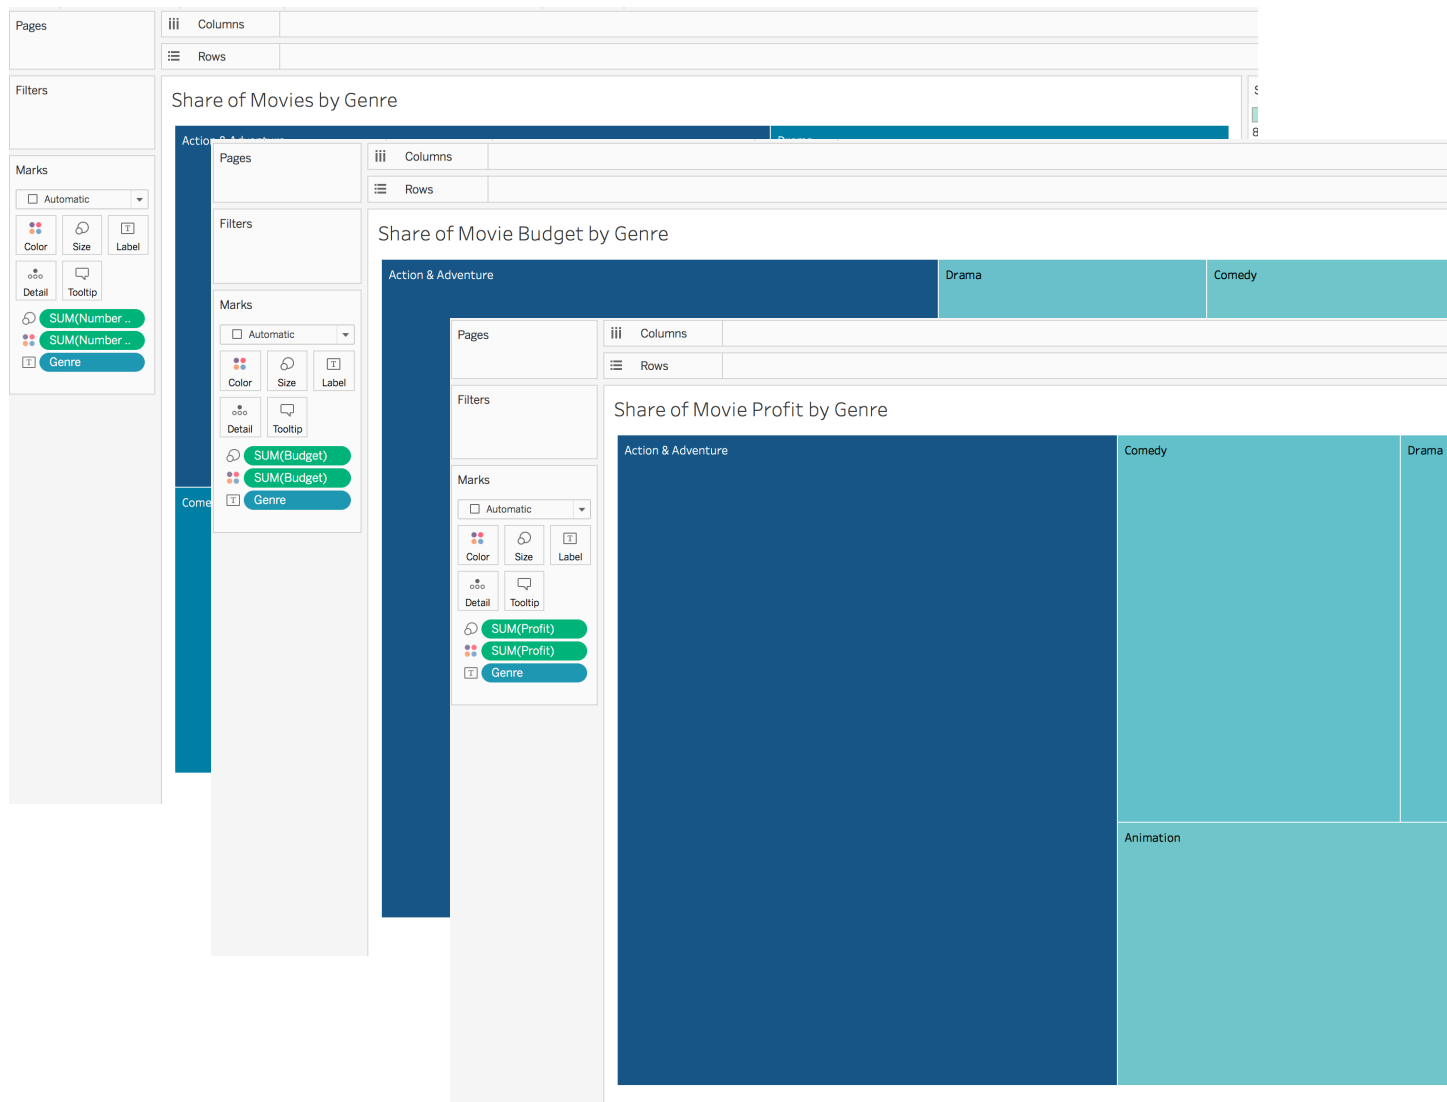 Pages
Columns
Rows
Filters
Share of Movies by Genre
Marks
Automatic
Color
Size
Label
Detail
Tooltip
SUM(Number ..
SUM(Number ..
Genre
8
Pages
Columns
Rows
Filters
Share of Movie Budget by Genre
Action & Adventure
Drama
Comedy
Marks
Automatic
Color
Size
Label
Detail
Tooltip
SUM(Budget)
SUM(Budget)
Genre
Pages
Columns
Rows
Filters
Share of Movie Profit by Genre
Action & Adventure
Comedy
Drama
Animation
Marks
Automatic
Color
Size
Label
Detail
Tooltip
SUM(Profit)
SUM(Profit)
Genre